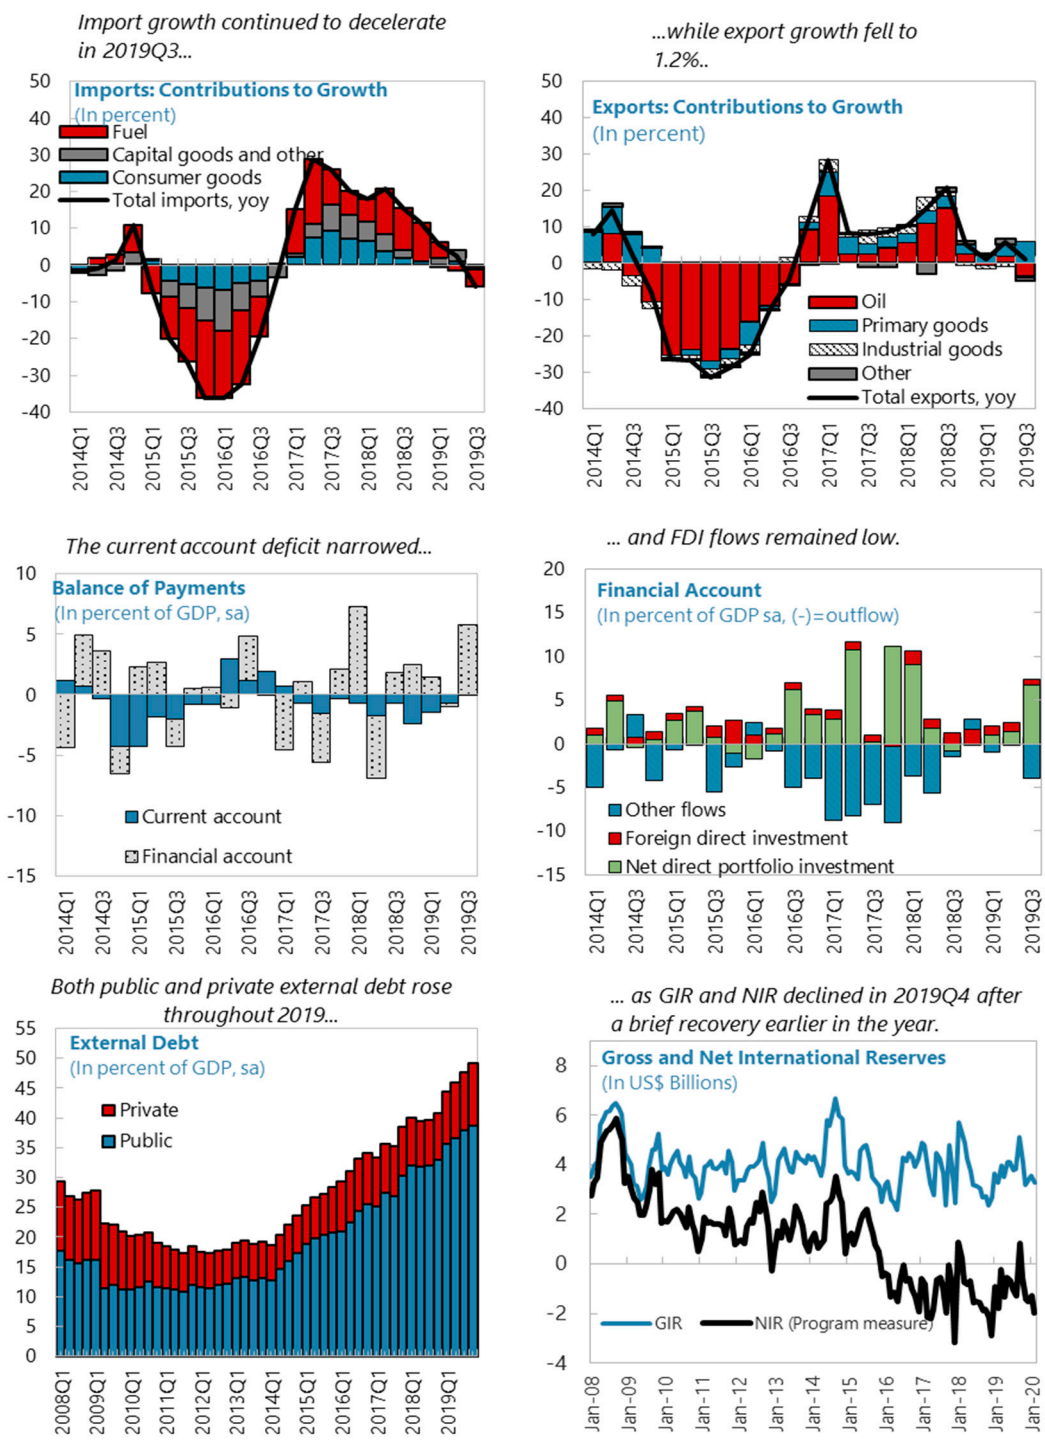 Import growth continued to decelerate
in 2019Q3...
Imports: Contributions to Growth
(In percent)
Fuel
Capital goods and other
Consumer goods
Total imports, yoy
50
40
30
20
10
0
-10
-20
-30
-40
2014Q1
2014Q3
2015Q1
2015Q3
2016Q1
2016Q3
2017Q1
2017Q3
2018Q1
2018Q3
2019Q1
2019Q3
...while export growth fell to
1.2%..
Exports: Contributions to Growth
(In percent)
50
40
30
20
10
0
-10
-20
-30
-40
Oil
Primary goods
Industrial goods
Other
Total exports, yoy
2014Q1
2014Q3
2015Q1
2015Q3
2016Q1
2016Q3
2017Q1
2017Q3
2018Q1
2018Q3
2019Q1
2019Q3
The current account deficit narrowed...
Balance of Payments
(In percent of GDP, sa)
10
5
0
-5
-10
-15
Current account
Financial account
2014Q1
2014Q3
2015Q1
2015Q3
2016Q1
2016Q3
2017Q1
2017Q3
2018Q1
2018Q3
2019Q1
2019Q3
... and FDI flows remained low.
Financial Account
(In percent of GDP sa, (-)=outflow)
20
15
10
5
0
-5
-10
-15
Other flows
Foreign direct investment
Net direct portfolio investment
2014Q1
2014Q3
2015Q1
2015Q3
2016Q1
2016Q3
2017Q1
2017Q3
2018Q1
2018Q3
2019Q1
2019Q3
Both public and private external debt rose
throughout 2019...
External Debt
(In percent of GDP, sa)
Private
Public
55
50
45
40
35
30
25
20
15
10
5
0
2008Q1
2009Q1
2010Q1
2011Q1
2012Q1
2013Q1
2014Q1
2015Q1
2016Q1
2017Q1
2018Q1
2019Q1
... as GIR and NIR declined in 2019Q4 after
a brief recovery earlier in the year.
Gross and Net International Reserves
(In US$ Billions)
8
6
4
2
0
-2
-4
GIR
NIR (Program measure)
Jan-08
Jan-09
Jan-10
Jan-11
Jan-12
Jan-13
Jan-14
Jan-15
Jan-16
Jan-17
Jan-18
Jan-19
Jan-20